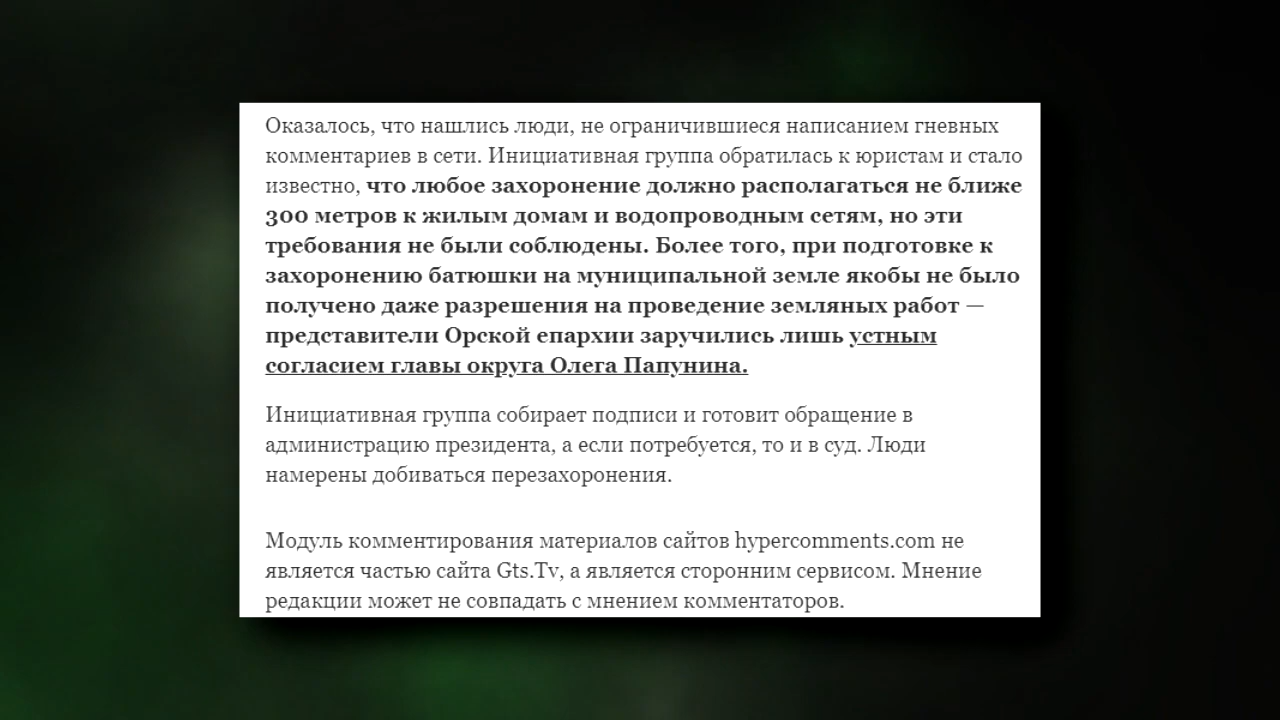 Оказалось, что нашлись люди, не ограничившиеся написанием гневных
комментариев в сети. Инициативная группа обратилась к юристам и стало
известно, что любое захоронение должно располагаться не ближе
300 метров к жилым домам и водопроводным сетям, но эти
требования не были соблюдены. Более того, при подготовке к
захоронению батюшки на муниципальной земле якобы не было
получено даже разрешения на проведение земляных работ —
представители Орской епархии заручились лишь устным
согласием главы округа Олега Папунина.
Инициативная группа собирает подписи и готовит обращение в
администрацию президента, а если потребуется, то и в суд. Люди
намерены добиваться перезахоронения.
Модуль комментирования материалов сайтов hypercomments.com не
является частью сайта Gts.Tv, а является сторонним сервисом. Мнение
редакции может не совпадать с мнением комментаторов.